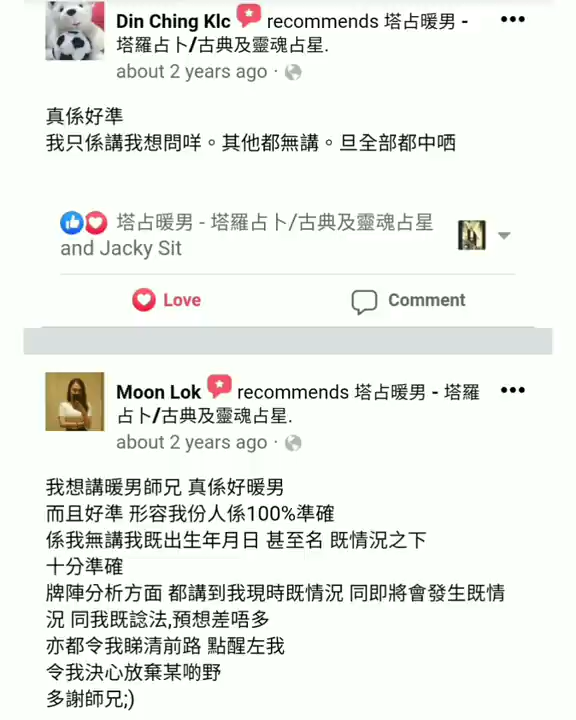 Din Ching Klc recommends 塔占暖男 -
塔羅占卜/古典及靈魂占星.
about 2 years ago ·
真係好準
我只係講我想問咩。其他都無講。旦全部都中哂
塔占暖男 - 塔羅占卜/古典及靈魂占星
and Jacky Sit
Love
Comment
Moon Lok recommends 塔占暖男 - 塔羅
占卜/古典及靈魂占星.
about 2 years ago ·
我想講暖男師兄 真係好暖男
而且好準 形容我份人係100%準確
係我無講我既出生年月日 甚至名 既情況之下
十分準確
牌陣分析方面 都講到我現時既情況 同即將會發生既情
況 同我既諗法,預想差唔多
亦都令我睇清前路 點醒左我
令我決心放棄某啲野
多謝師兄;)